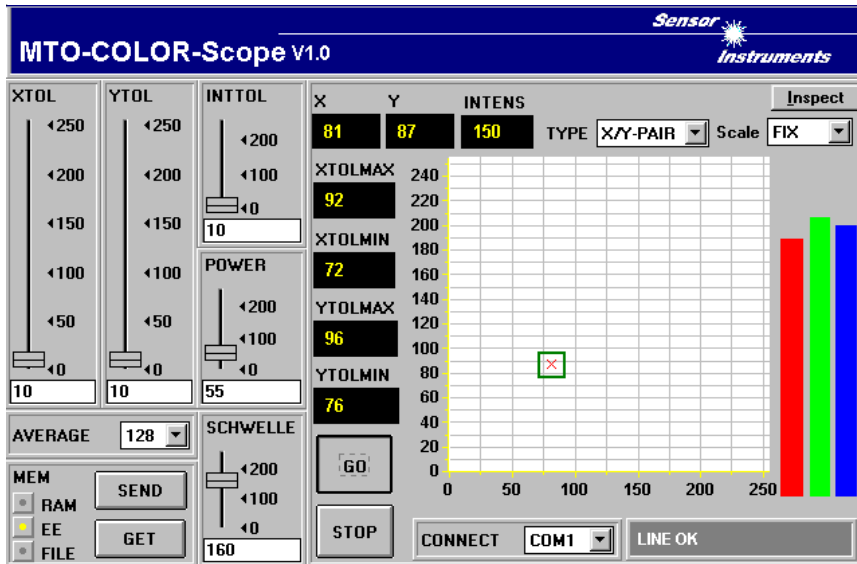 Sensor
Instruments
MTO-COLOR-Scope V1.0
XTOL
250
200
150
100
50
0
10
YTOL
250
200
150
100
50
0
10
INTTOL
200
100
0
10
POWER
200
100
0
55
AVERAGE 128
MEM
RAM
EE
FILE
SEND
GET
SCHWELLE
200
100
0
160
X Y INTENS
81 87 150
XTOLMAX
92
XTOLMIN
72
YTOLMAX
96
YTOLMIN
76
GO
STOP
Inspect
TYPE X/Y-PAIR Scale FIX
240
220
200
180
160
140
120
100
80
60
40
20
0
0 50 100 150 200 250
CONNECT COM1 LINE OK